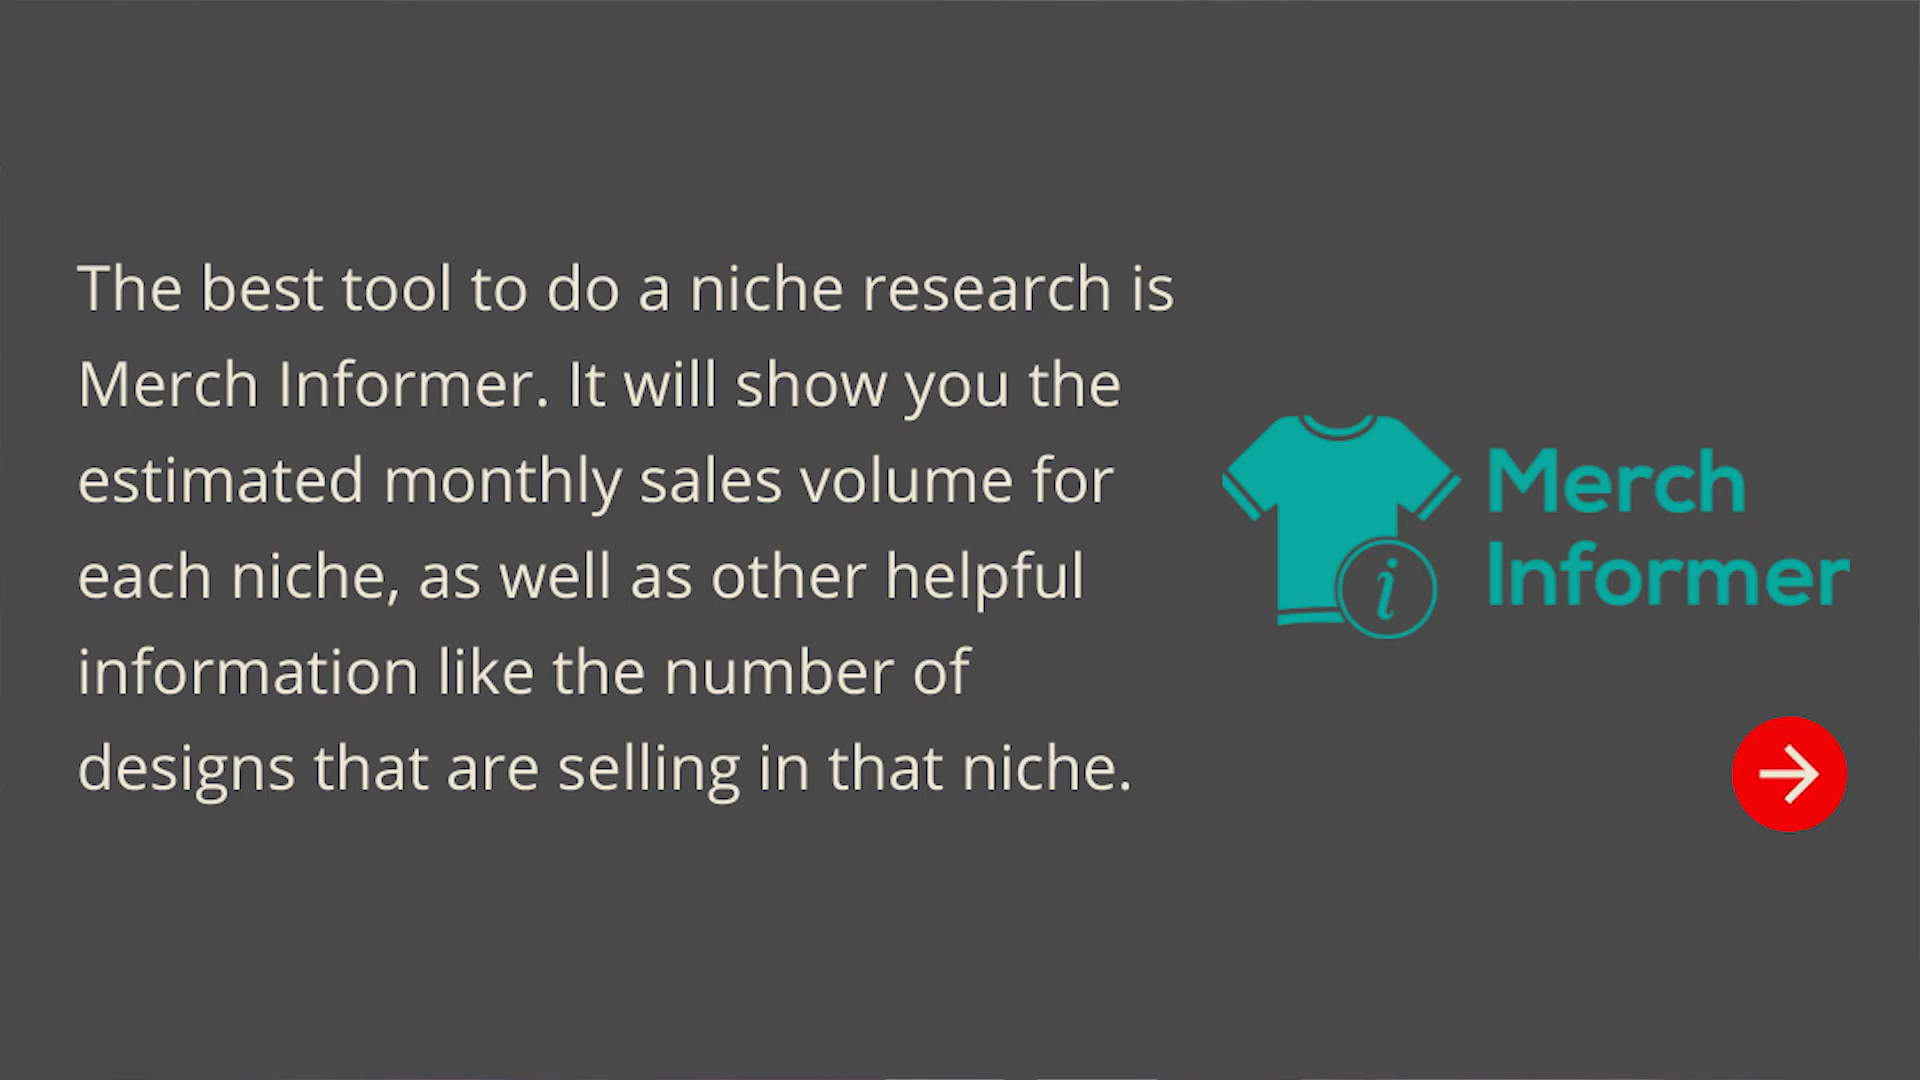 The best tool to do a niche research is
Merch Informer. It will show you the
estimated monthly sales volume for
each niche, as well as other helpful
information like the number of
designs that are selling in that niche.
i
Merch
Informer